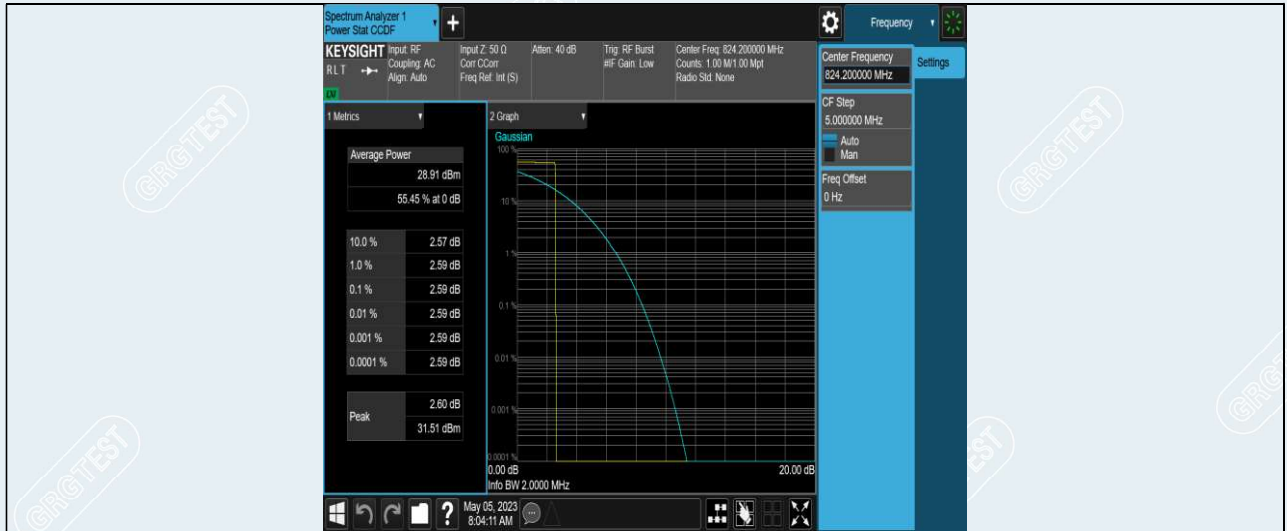 Spectrum Analyzer 1
Power Stat CCDF
+
Frequency
KEYSIGHT
RLT
Input: RF
Coupling: AC
Align: Auto
Input Z: 50 Ω
Corr CCorr
Freq Ref: Int (S)
Atten: 40 dB
Trig: RF Burst
#IF Gain: Low
Center Freq: 824.200000 MHz
Counts: 1.00 M/1.00 Mpt
Radio Std: None
Center Frequency
824.200000 MHz
Settings
CF Step
5.000000 MHz
Auto
Man
Freq Offset
0 Hz
1 Metrics
Average Power
28.91 dBm
55.45 % at 0 dB
10.0 % 2.57 dB
1.0 % 2.59 dB
0.1 % 2.59 dB
0.01 % 2.59 dB
0.001 % 2.59 dB
0.0001 % 2.59 dB
Peak
2.60 dB
31.51 dBm
2 Graph
Gaussian
100 %
10 %
1 %
0.1 %
0.01 %
0.001 %
0.0001 %
0.00 dB 20.00 dB
Info BW 2.0000 MHz
?
May 05, 2023
8:04:11 AM
GRGTEST
GRGTEST
GRGTEST
GRGTEST